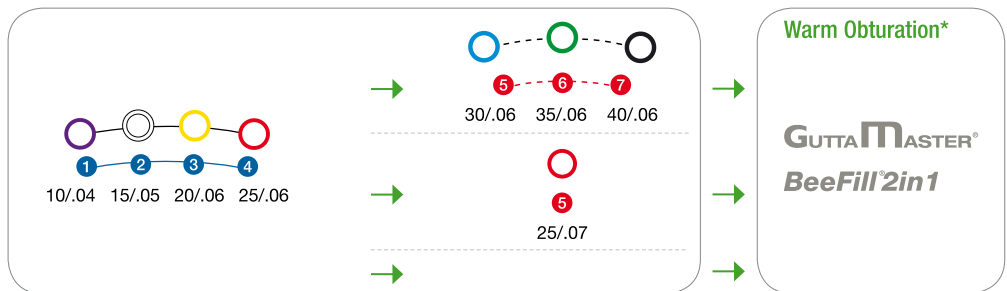 1 2 3 4
10/.04 15/.05 20/.06 25/.06
5 6 7
30/.06 35/.06 40/.06
5
25/.07
Warm Obturation*
GUTTAMASTER®
BeeFill®2in1